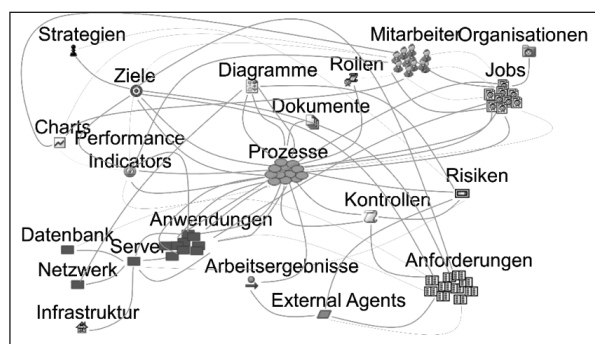 Strategien
Mitarbeiter
Organisationen
Ziele
Diagramme
Rollen
Jobs
Dokumente
Charts
Performance
Indicators
Prozesse
Risiken
Kontrollen
Anwendungen
Datenbank
Server
Netzwerk
Arbeitsergebnisse
Anforderungen
External Agents
Infrastruktur